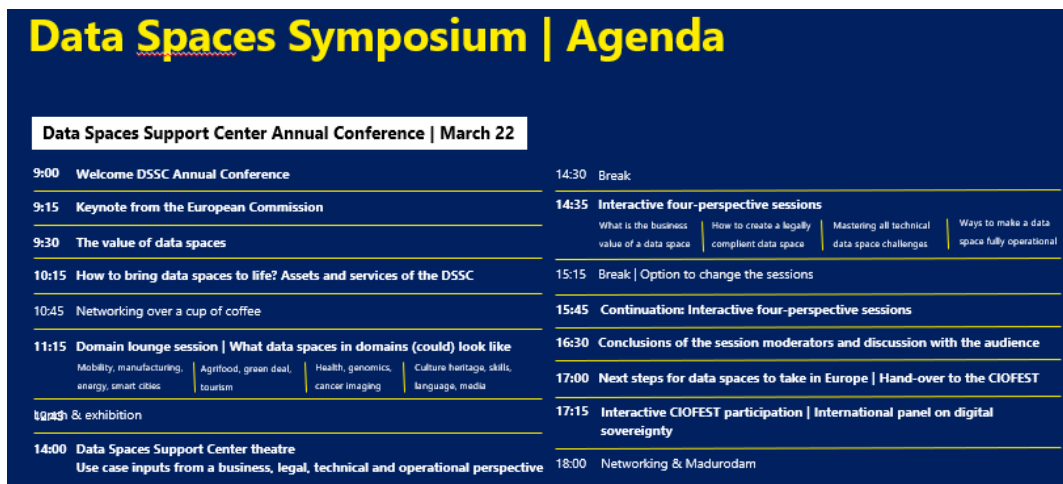 Data Spaces Symposium | Agenda
Data Spaces Support Center Annual Conference | March 22
9:00 Welcome DSSC Annual Conference
9:15 Keynote from the European Commission
9:30 The value of data spaces
10:15 How to bring data spaces to life? Assets and services of the DSSC
10:45 Networking over a cup of coffee
11:15 Domain lounge session | What data spaces in domains (could) look like
Mobility, manufacturing,
energy, smart cities
Agrifood, green deal,
tourism
Health, genomics,
cancer imaging
Culture heritage, skills,
language, media
& exhibition
14:00 Data Spaces Support Center theatre
Use case inputs from a business, legal, technical and operational perspective
14:30 Break
14:35 Interactive four-perspective sessions
What is the business
value of a data space
How to create a legally
complient data space
Mastering all technical
data space challenges
Ways to make a data
space fully operational
15:15 Break | Option to change the sessions
15:45 Continuation: Interactive four-perspective sessions
16:30 Conclusions of the session moderators and discussion with the audience
17:00 Next steps for data spaces to take in Europe | Hand-over to the CIOFEST
17:15 Interactive CIOFEST participation | International panel on digital
sovereignty
18:00 Networking & Madurodam